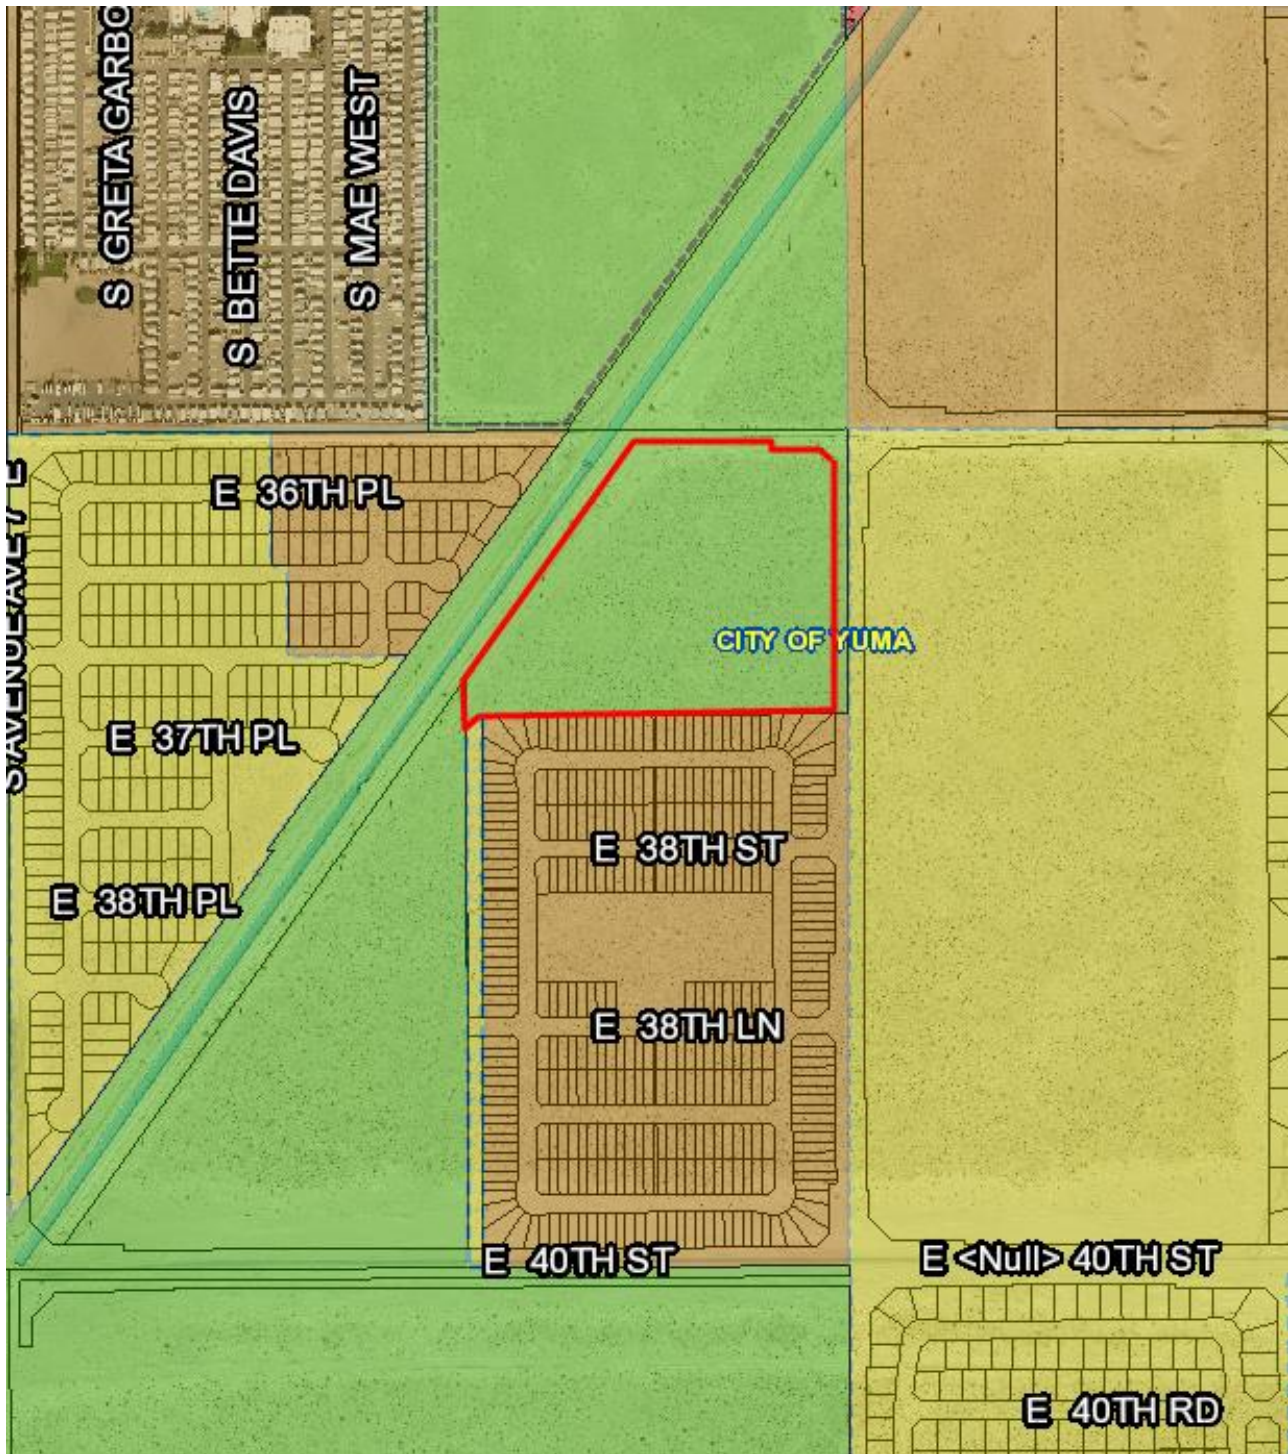 S GRETA GARBO
S BETTE DAVIS
S MAE WEST
E 36TH PL
S AVENUE AVE 7 E
CITY OF YUMA
E 37TH PL
E 38TH ST
E 38TH PL
E 38TH LN
E 40TH ST
E <Null> 40TH ST
E 40TH RD